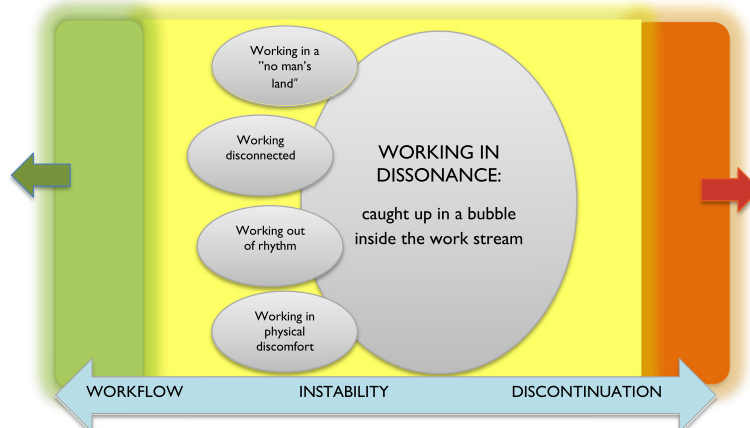 Working in a
”no man’s
land”
Working
disconnected
Working out
of rhythm
Working in
physical
discomfort
WORKING IN
DISSONANCE:
caught up in a bubble
inside the work stream
WORKFLOW
INSTABILITY
DISCONTINUATION